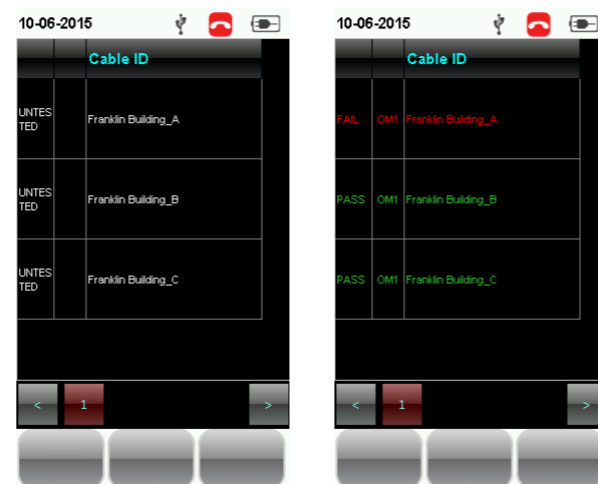 10-06-2015
Cable ID
UNTES
TED
Franklin Building_A
UNTES
TED
Franklin Building_B
UNTES
TED
Franklin Building_C
< 1 >
10-06-2015
Cable ID
FAIL OM1 Franklin Building_A
PASS OM1 Franklin Building_B
PASS OM1 Franklin Building_C
< 1 >